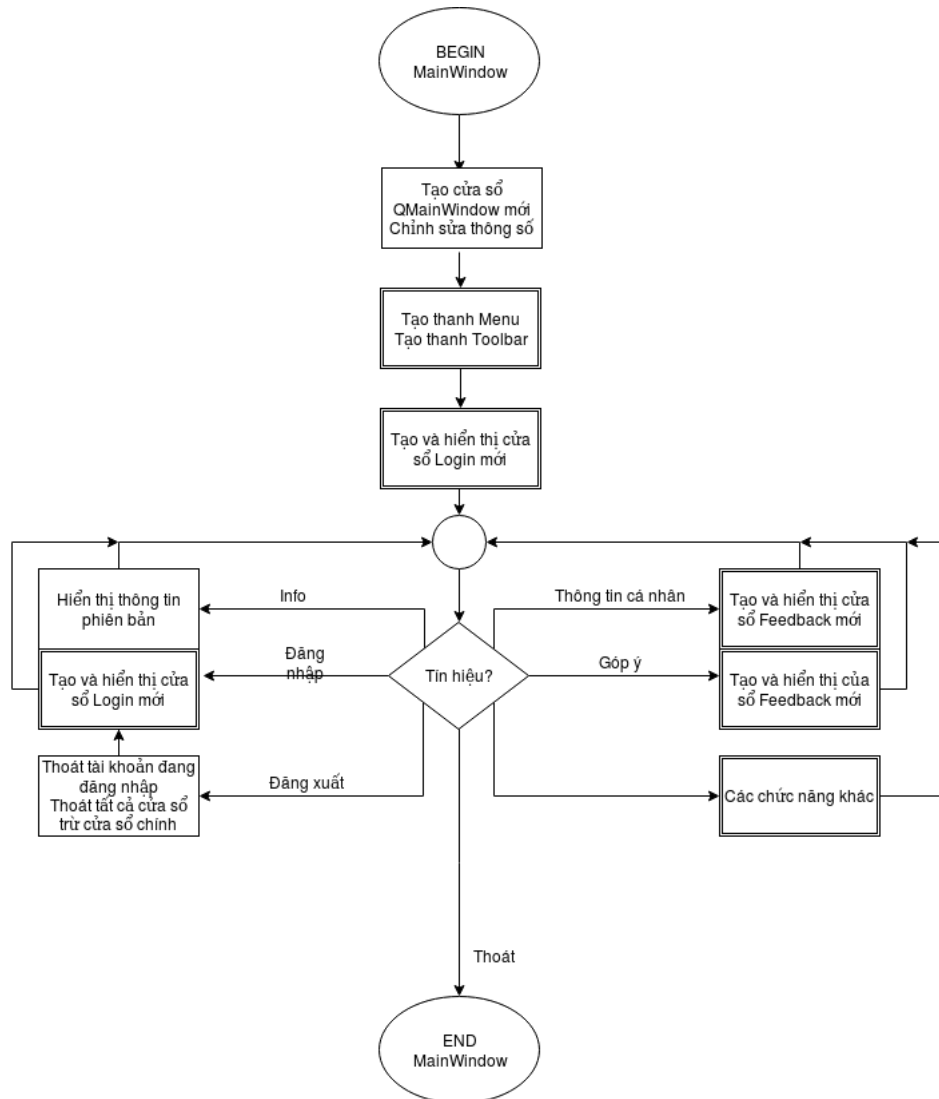 BEGIN
MainWindow
Tạo cửa sổ
QMainWindow mới
Chỉnh sửa thông số
Tạo thanh Menu
Tạo thanh Toolbar
Tạo và hiển thị cửa
sổ Login mới
Hiển thị thông tin
phiên bản
Info
Thông tin cá nhân
Tạo và hiển thị cửa
sổ Feedback mới
Tạo và hiển thị cửa
sổ Login mới
Đăng
nhập
Tín hiệu?
Góp ý
Tạo và hiển thị của
sổ Feedback mới
Thoát tài khoản đang
đăng nhập
Thoát tất cả cửa sổ
trừ cửa sổ chính
Đăng xuất
Các chức năng khác
Thoát
END
MainWindow